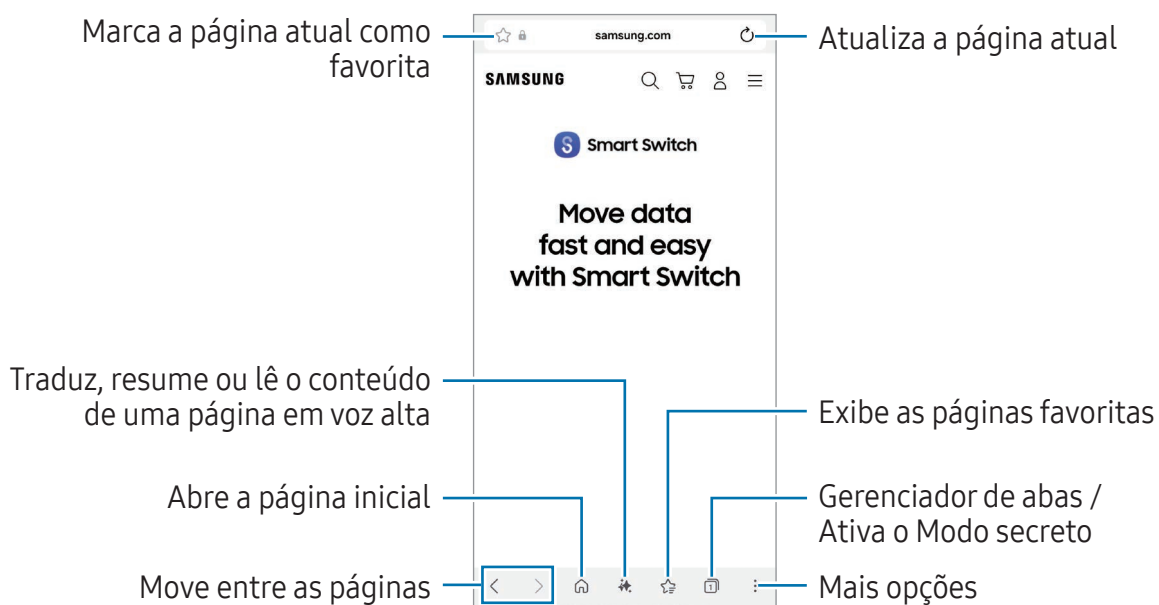 Marca a página atual como
favorita
samsung.com
Atualiza a página atual
SAMSUNG
S Smart Switch
Move data
fast and easy
with Smart Switch
Traduz, resume ou lê o conteúdo
de uma página em voz alta
Exibe as páginas favoritas
Abre a página inicial
Gerenciador de abas /
Ativa o Modo secreto
Move entre as páginas
1
Mais opções